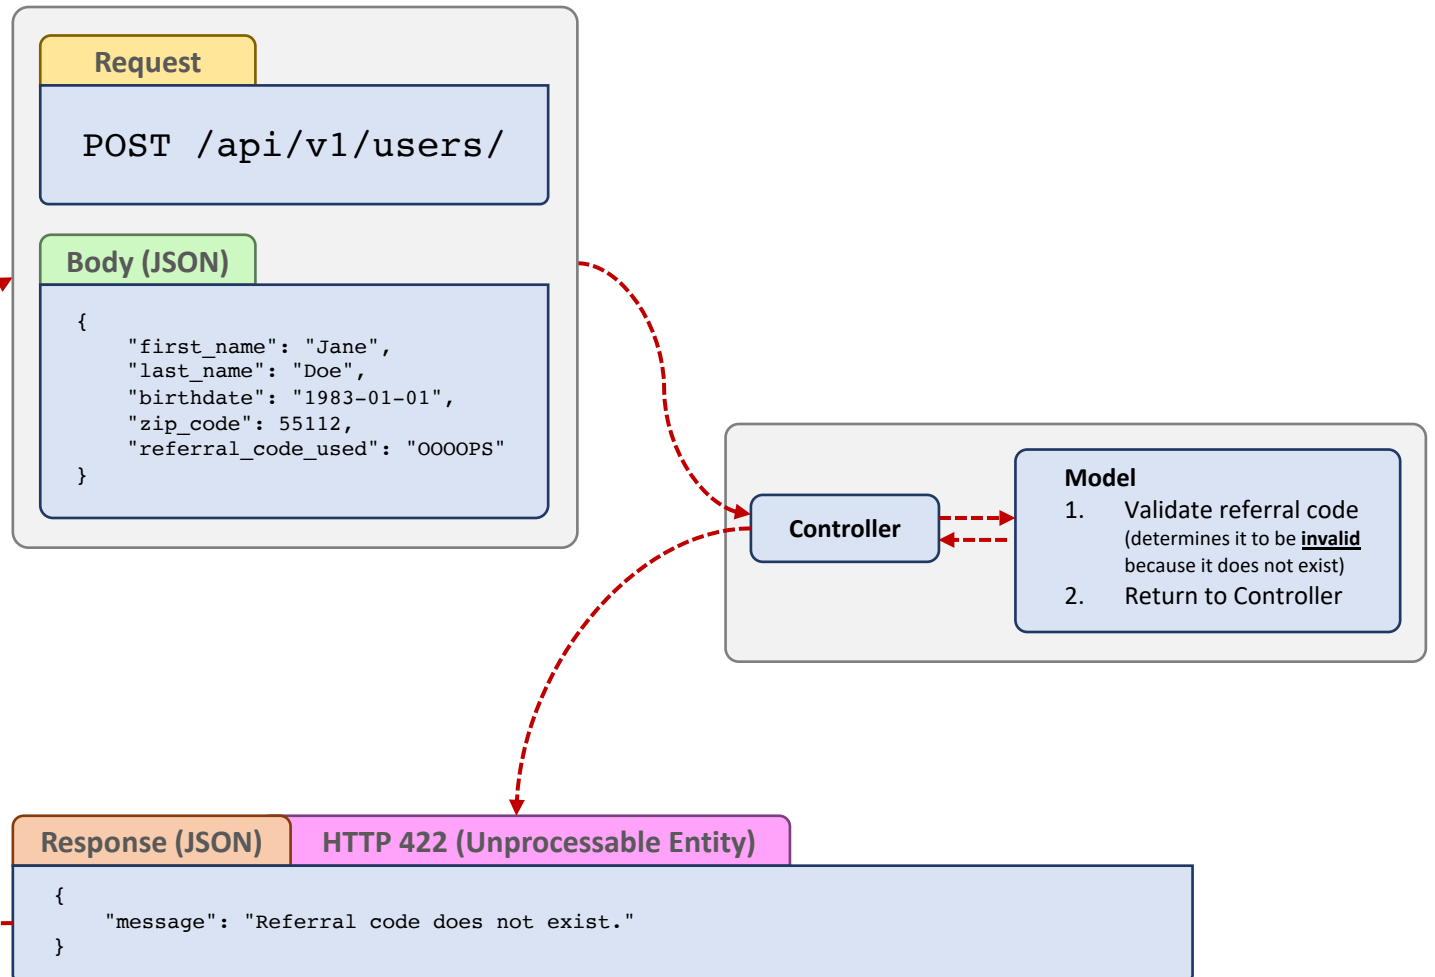 Request
POST /api/v1/users/
Body (JSON)
{
    "first_name": "Jane",
    "last_name": "Doe",
    "birthdate": "1983-01-01",
    "zip_code": 55112,
    "referral_code_used": "OOOOPS"
}
Controller
Model
1. Validate referral code
(determines it to be invalid
because it does not exist)
2. Return to Controller
Response (JSON)
HTTP 422 (Unprocessable Entity)
{
    "message": "Referral code does not exist."
}